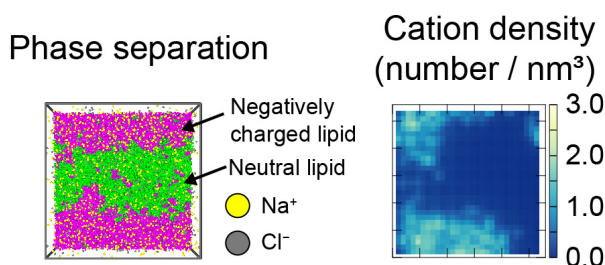 Phase separation
Negatively
charged lipid
Neutral lipid
Na⁺
Cl⁻
Cation density
(number / nm³)
3.0
2.0
1.0
0.0